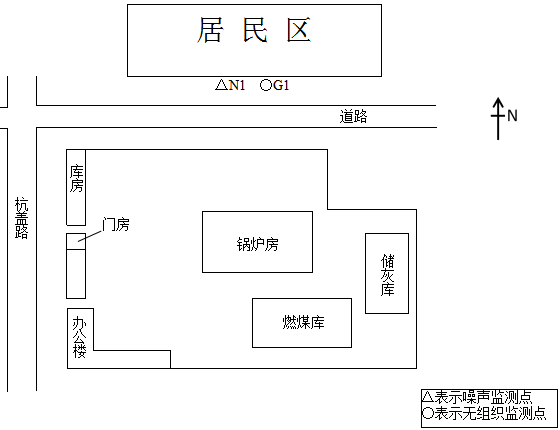 居民区
△N1 ○G1
道路
N
库房
杭盖路
门房
锅炉房
储灰库
燃煤库
办公楼
△表示噪声监测点
○表示无组织监测点